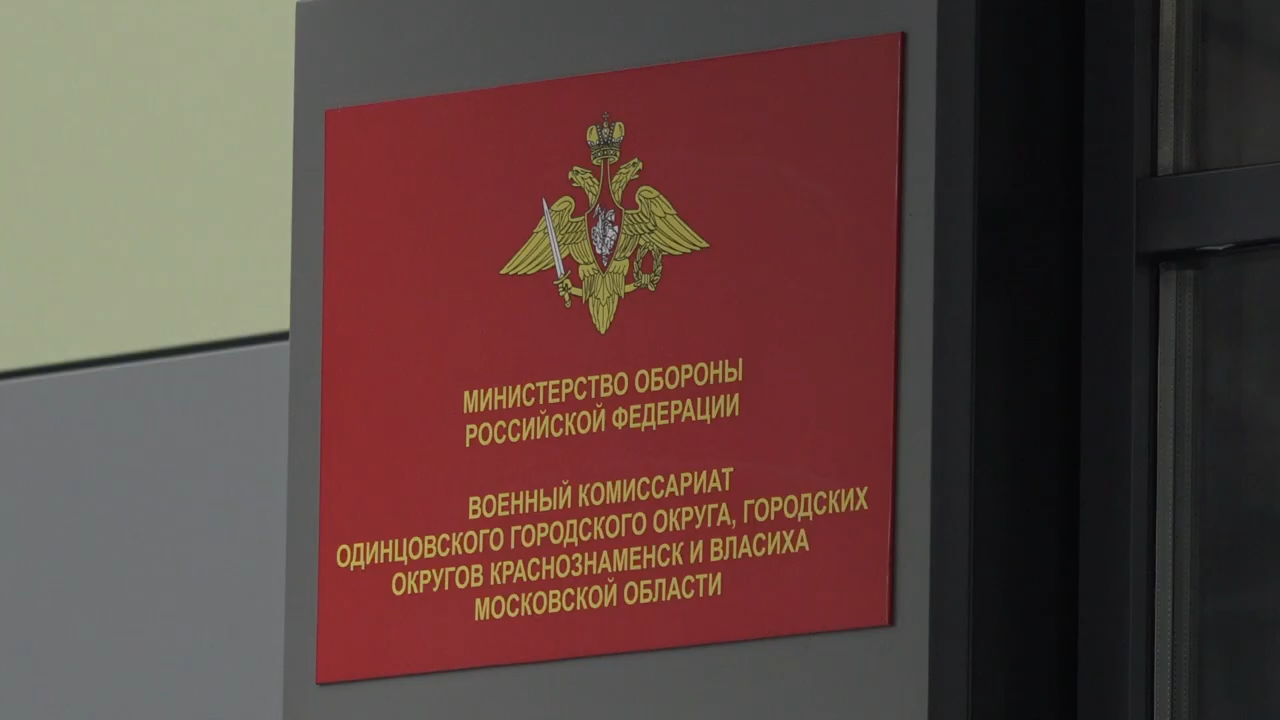 МИНИСТЕРСТВО ОБОРОНЫ
РОССИЙСКОЙ ФЕДЕРАЦИИ
ВОЕННЫЙ КОМИССАРИАТ
ОДИНЦОВСКОГО ГОРОДСКОГО ОКРУГА, ГОРОДСКИХ
ОКРУГОВ КРАСНОЗНАМЕНСК И ВЛАСИХА
МОСКОВСКОЙ ОБЛАСТИ